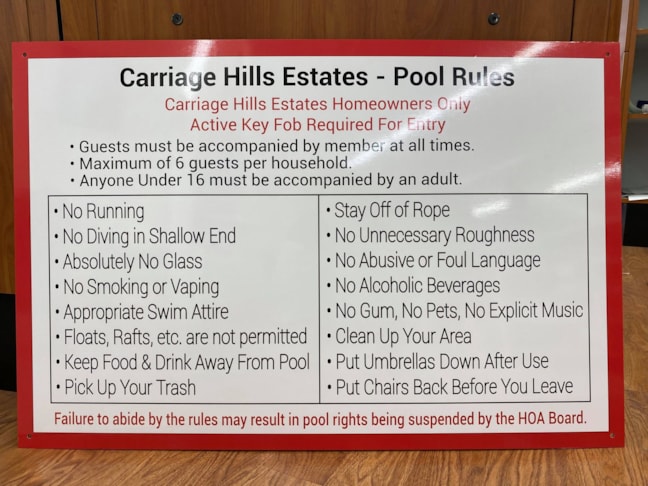 Carriage Hills Estates - Pool Rules
Carriage Hills Estates Homeowners Only
Active Key Fob Required For Entry
• Guests must be accompanied by member at all times.
• Maximum of 6 guests per household.
• Anyone Under 16 must be accompanied by an adult.
• No Running
• No Diving in Shallow End
• Absolutely No Glass
• No Smoking or Vaping
• Appropriate Swim Attire
• Floats, Rafts, etc. are not permitted
• Keep Food & Drink Away From Pool
• Pick Up Your Trash
• Stay Off of Rope
• No Unnecessary Roughness
• No Abusive or Foul Language
• No Alcoholic Beverages
• No Gum, No Pets, No Explicit Music
• Clean Up Your Area
• Put Umbrellas Down After Use
• Put Chairs Back Before You Leave
Failure to abide by the rules may result in pool rights being suspended by the HOA Board.